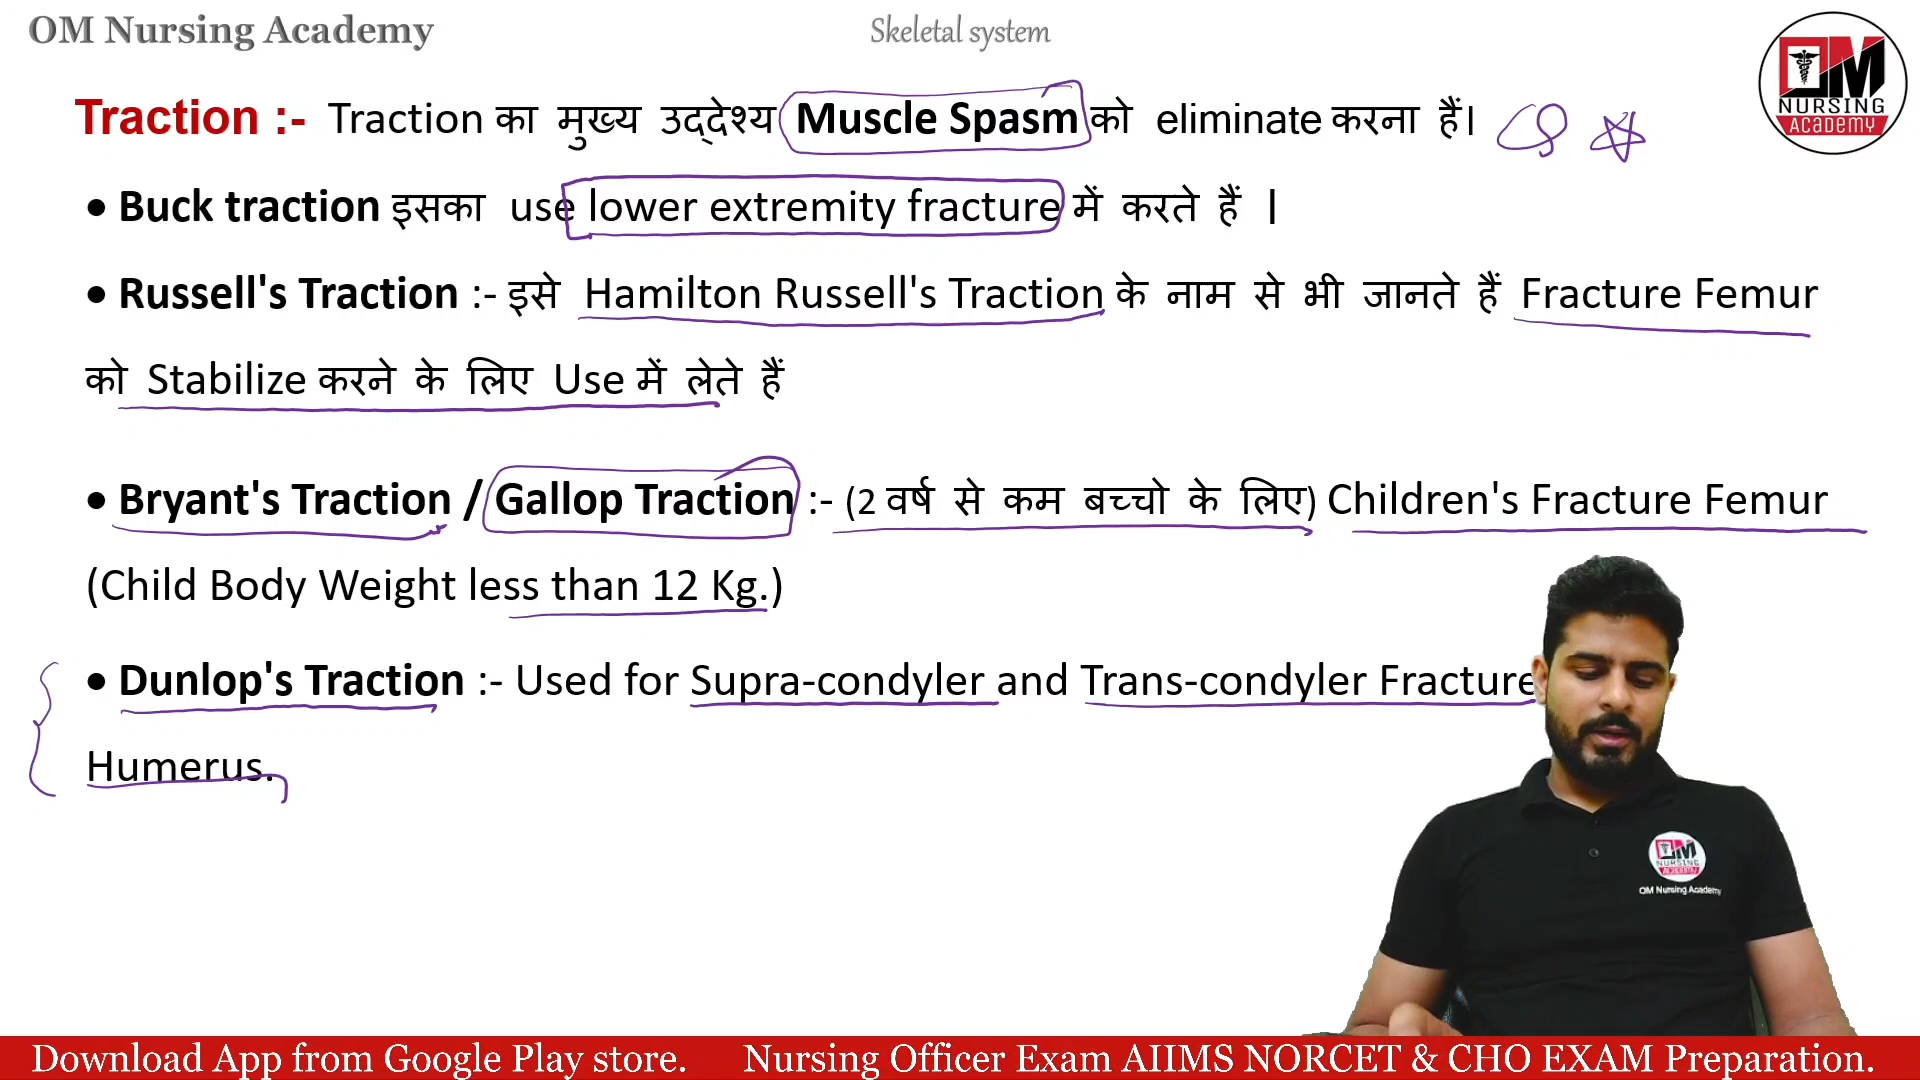 OM Nursing Academy
Skeletal system
OM
NURSING
ACADEMY
Traction :- Traction का मुख्य उद्देश्य Muscle Spasm को eliminate करना हैं।
• Buck traction इसका use lower extremity fracture में करते हैं |
• Russell's Traction :- इसे Hamilton Russell's Traction के नाम से भी जानते हैं Fracture Femur
को Stabilize करने के लिए Use में लेते हैं
• Bryant's Traction / Gallop Traction :- (2 वर्ष से कम बच्चो के लिए) Children's Fracture Femur
(Child Body Weight less than 12 Kg.)
• Dunlop's Traction :- Used for Supra-condyler and Trans-condyler Fracture
Humerus.
OM
NURSING
ACADEMY
OM Nursing Academy
Download App from Google Play store. Nursing Officer Exam AIIMS NORCET & CHO EXAM Preparation.